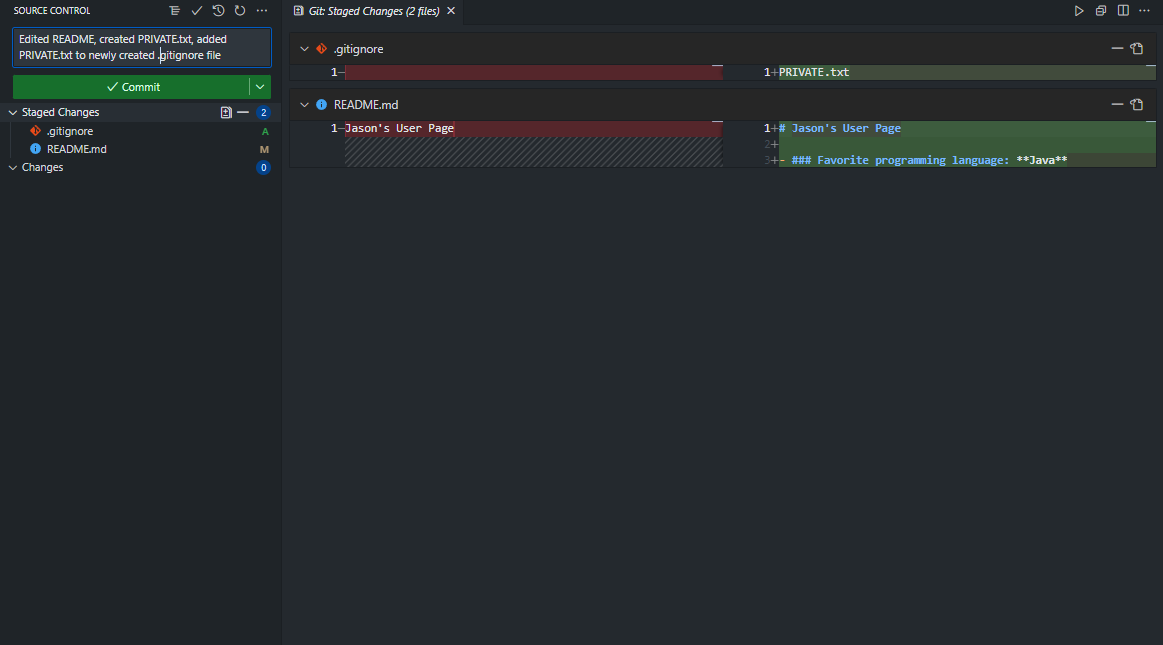 SOURCE CONTROL
Edited README, created PRIVATE.txt, added
PRIVATE.txt to newly created .gitignore file
Commit
Staged Changes 2
.gitignore A
README.md M
Changes 0
Git: Staged Changes (2 files)
.gitignore
1- 1+ PRIVATE.txt
README.md
1- Jason's User Page 1+ # Jason's User Page
2+
3+ - ### Favorite programming language: **Java**